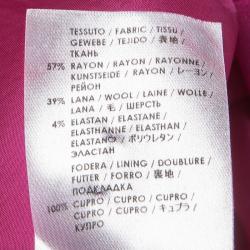 TESSUTO / FABRIC / TISSU /
GEWEBE / TEJIDO / 表地 /
ТКАНЬ
57% RAYON / RAYON / RAYONNE /
KUNSTSEIDE / RAYON / レーヨン /
РЕЙОН
39% LANA / WOOL / LAINE / WOLLE /
LANA / 毛 / ШЕРСТЬ
4% ELASTAN / ELASTANE /
ELASTHANNE / ELASTHAN /
ELASTANO / ポリウレタン /
ЭЛАСТАН
FODERA / LINING / DOUBLURE /
FUTTER / FORRO / 裏地 /
ПОДКЛАДКА
100% CUPRO / CUPRO / CUPRO /
CUPRO / CUPRO / キュプラ /
КУПРО